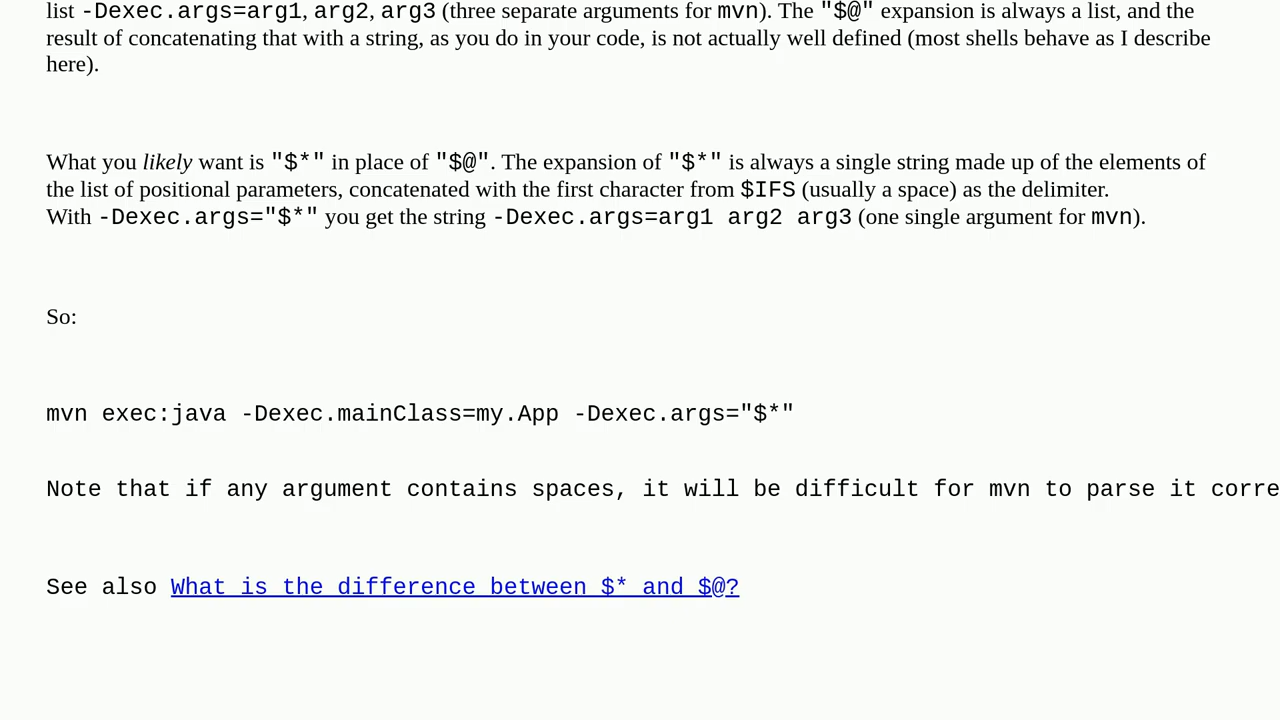 list -Dexec.args=arg1, arg2, arg3 (three separate arguments for mvn). The "$@" expansion is always a list, and the
result of concatenating that with a string, as you do in your code, is not actually well defined (most shells behave as I describe
here).
What you likely want is "$*" in place of "$@". The expansion of "$*" is always a single string made up of the elements of
the list of positional parameters, concatenated with the first character from $IFS (usually a space) as the delimiter.
With -Dexec.args="$*" you get the string -Dexec.args=arg1 arg2 arg3 (one single argument for mvn).
So:
mvn exec:java -Dexec.mainClass=my.App -Dexec.args="$*"
Note that if any argument contains spaces, it will be difficult for mvn to parse it corre
See also What is the difference between $* and $@?